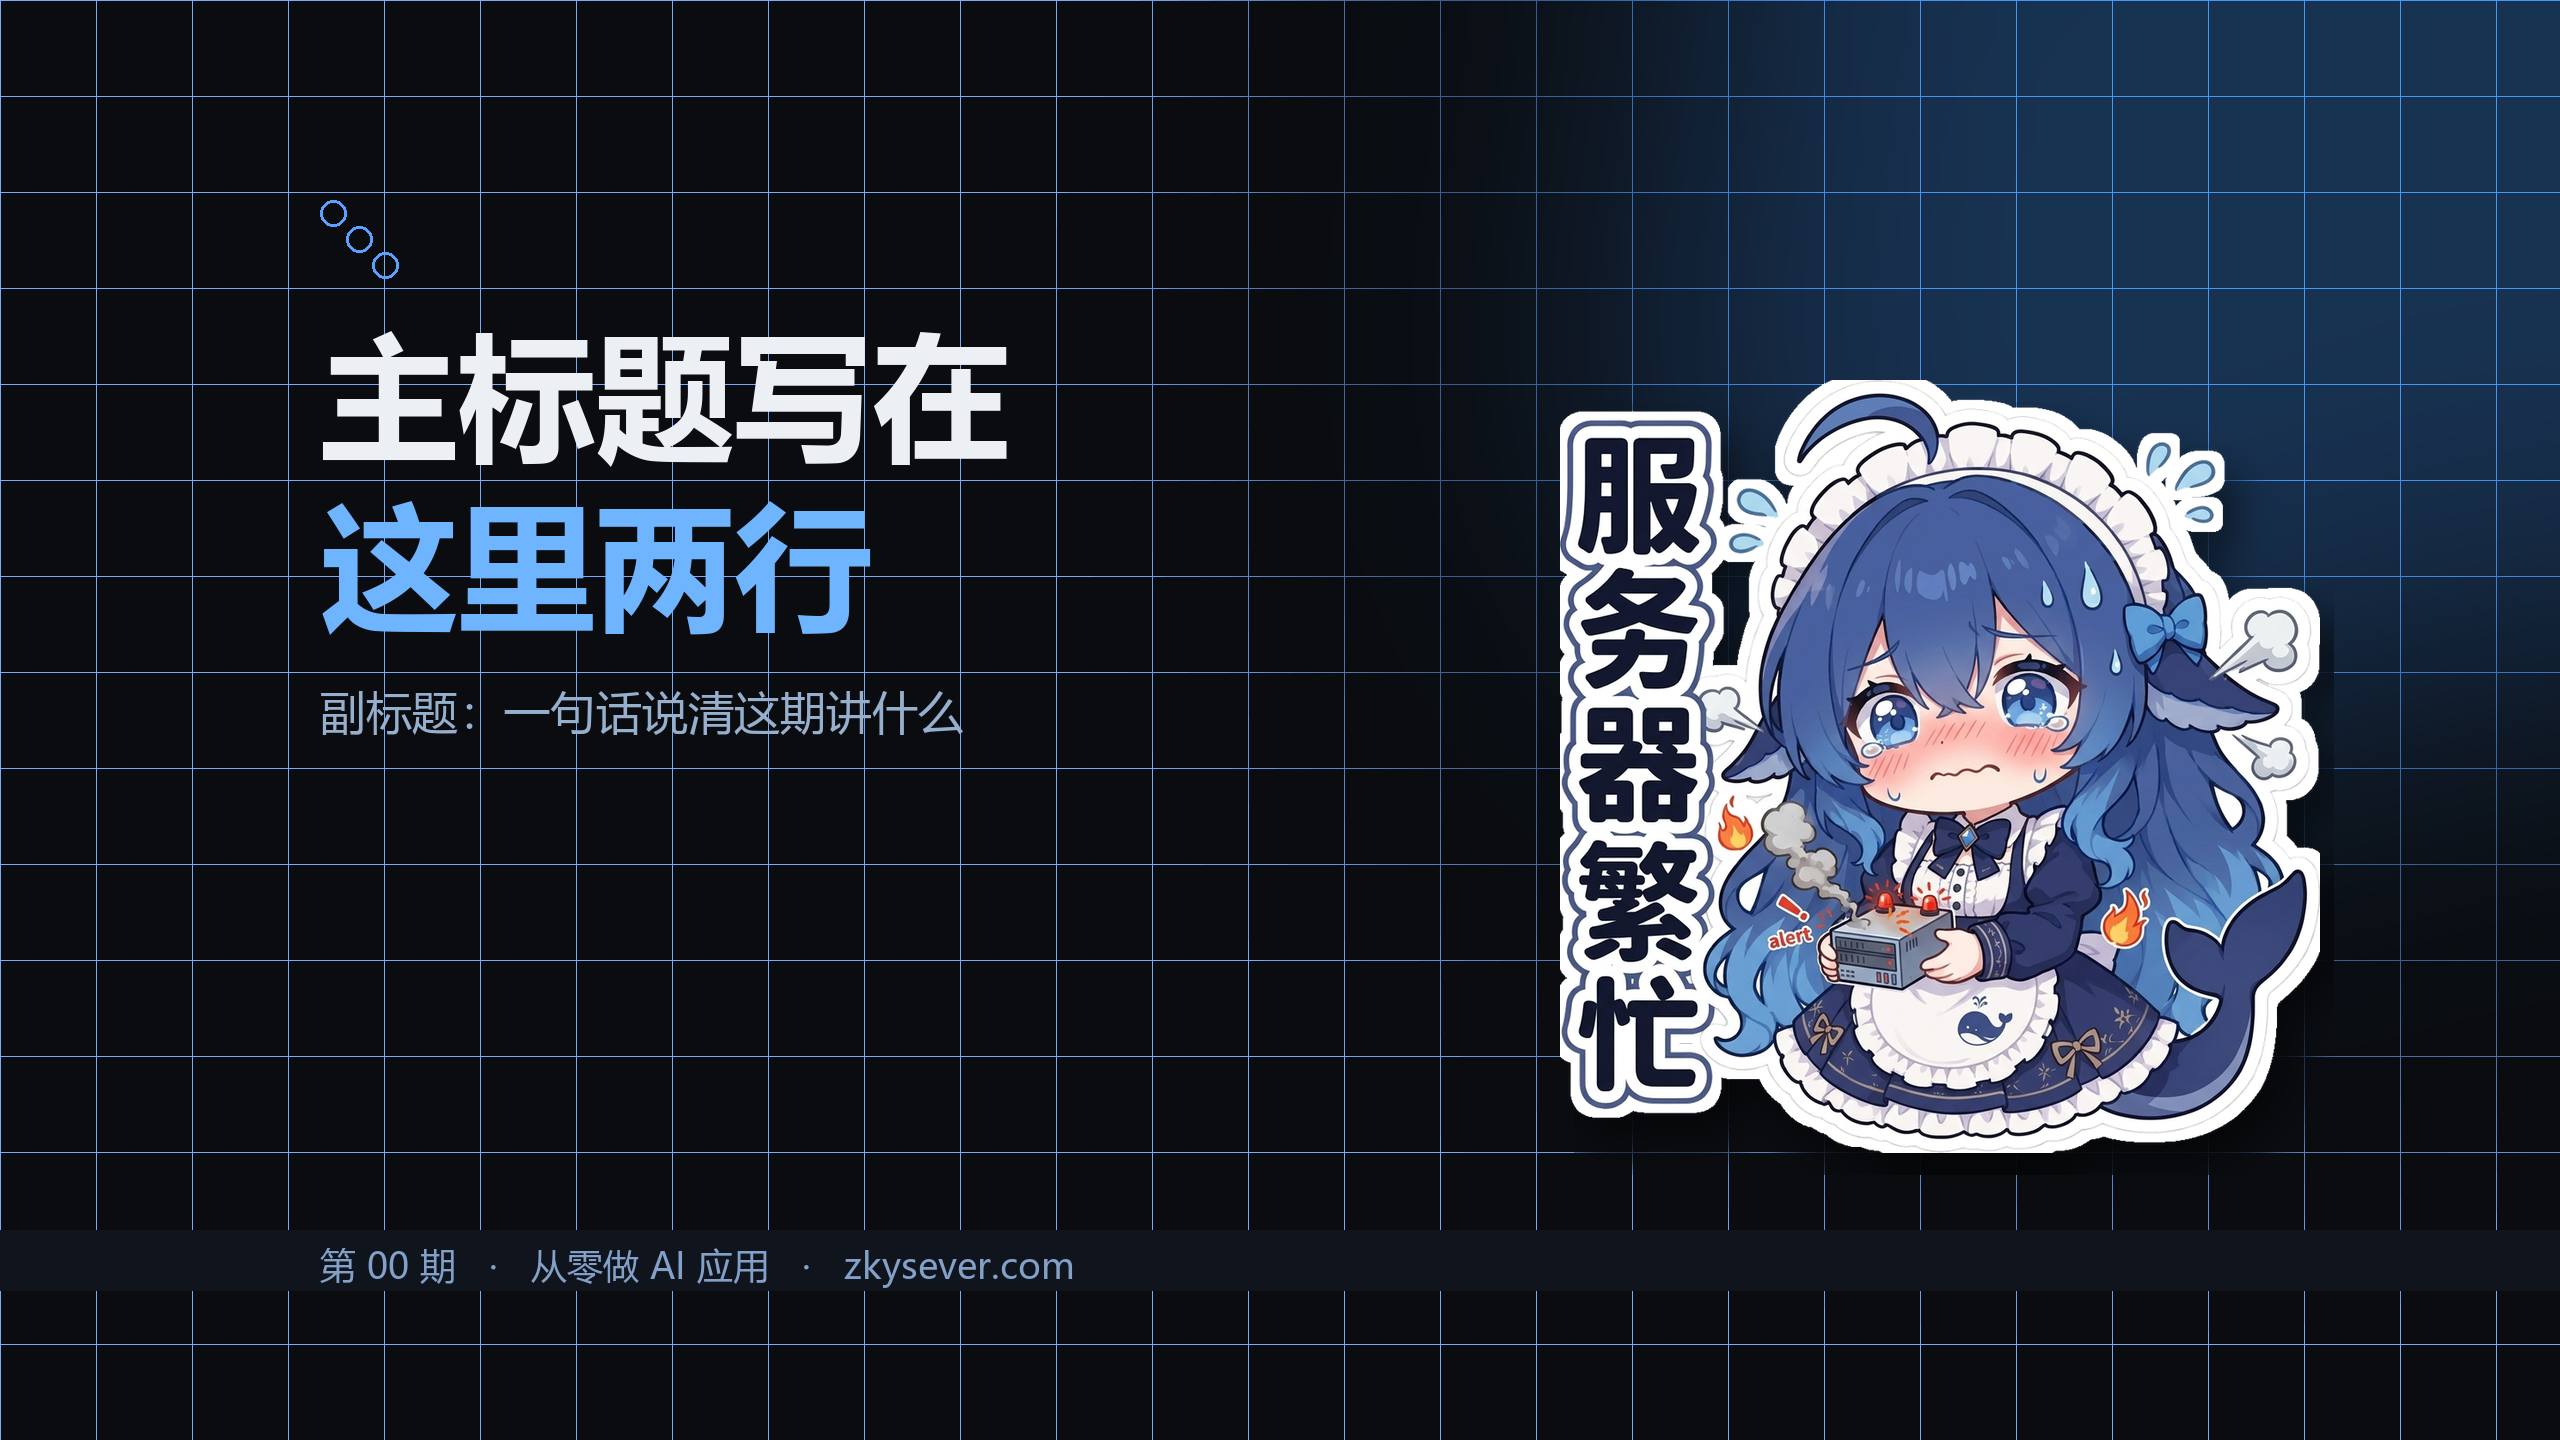 主标题写在
这里两行
副标题：一句话说清这期讲什么
服务器繁忙
alert
第 00 期 · 从零做 AI 应用 · zkysever.com